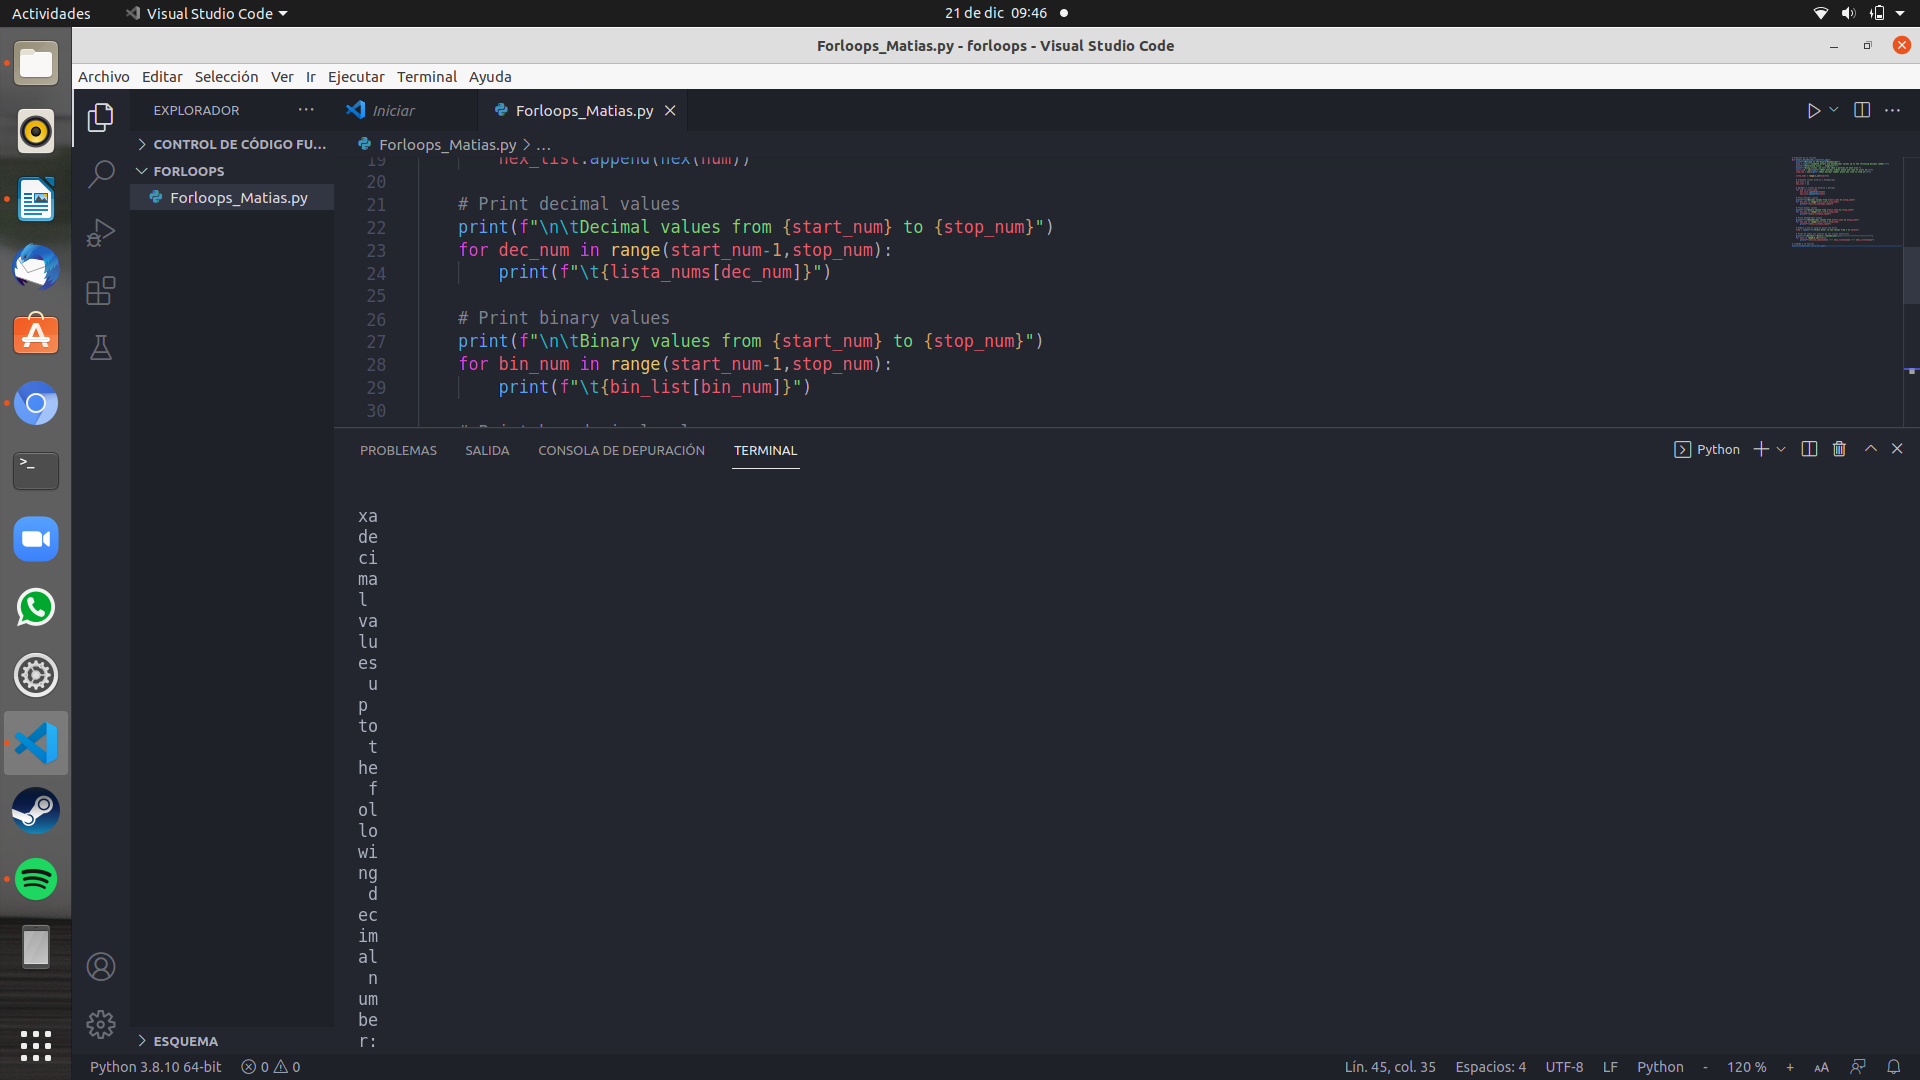 Actividades
Visual Studio Code
21 de dic 09:46
Forloops_Matias.py - forloops - Visual Studio Code
Archivo Editar Selección Ver Ir Ejecutar Terminal Ayuda
EXPLORADOR
Iniciar
Forloops_Matias.py
CONTROL DE CÓDIGO FU...
FORLOOPS
Forloops_Matias.py
Forloops_Matias.py > ...
19 hex_list.append(hex(num))
20
21 # Print decimal values
22 print(f"\n\tDecimal values from {start_num} to {stop_num}")
23 for dec_num in range(start_num-1,stop_num):
24 print(f"\t{lista_nums[dec_num]}")
25
26 # Print binary values
27 print(f"\n\tBinary values from {start_num} to {stop_num}")
28 for bin_num in range(start_num-1,stop_num):
29 print(f"\t{bin_list[bin_num]}")
30
PROBLEMAS SALIDA CONSOLA DE DEPURACIÓN TERMINAL
Python
xa
de
ci
ma
l
va
lu
es
u
p
to
t
he
f
ol
lo
wi
ng
d
ec
im
al
n
um
be
r:
ESQUEMA
Python 3.8.10 64-bit
0 0
Lín. 45, col. 35
Espacios: 4
UTF-8
LF
Python
- 120 % +
AA